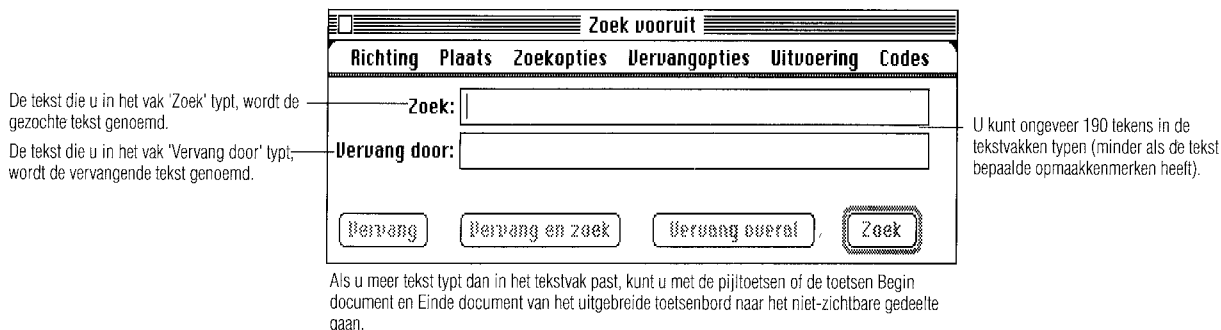 Zoek vooruit
Richting Plaats Zoekopties Vervangopties Uitvoering Codes
De tekst die u in het vak 'Zoek' typt, wordt de
gezochte tekst genoemd.
Zoek:
De tekst die u in het vak 'Vervang door' typt,
wordt de vervangende tekst genoemd.
Vervang door:
U kunt ongeveer 190 tekens in de
tekstvakken typen (minder als de tekst
bepaalde opmaakkenmerken heeft).
Vervang Vervang en zoek Vervang overal Zoek
Als u meer tekst typt dan in het tekstvak past, kunt u met de pijltoetsen of de toetsen Begin
document en Einde document van het uitgebreide toetsenbord naar het niet-zichtbare gedeelte
gaan.